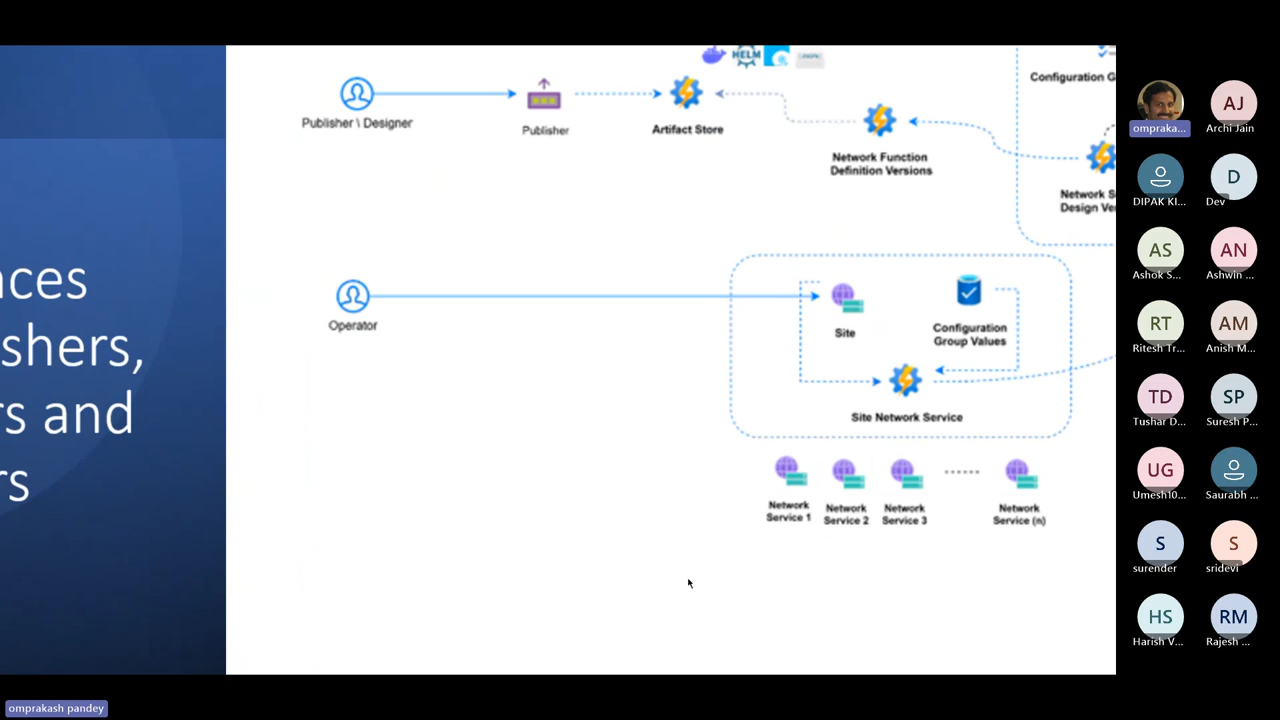 nces
shers,
rs and
rs
HELM
Configuration G
Publisher \ Designer
Publisher
Artifact Store
Network Function
Definition Versions
Network S
Design Ve
Operator
Site
Configuration
Group Values
Site Network Service
Network
Service 1
Network
Service 2
Network
Service 3
Network
Service (n)
ompraka...
AJ
Archi Jain
DIPAK KI...
D
Dev
AS
Ashok S...
AN
Ashwin ...
RT
Ritesh Tr...
AM
Anish M...
TD
Tushar D...
SP
Suresh P...
UG
Umesh10...
Saurabh ...
S
surender
S
sridevi
HS
Harish V...
RM
Rajesh ...
omprakash pandey